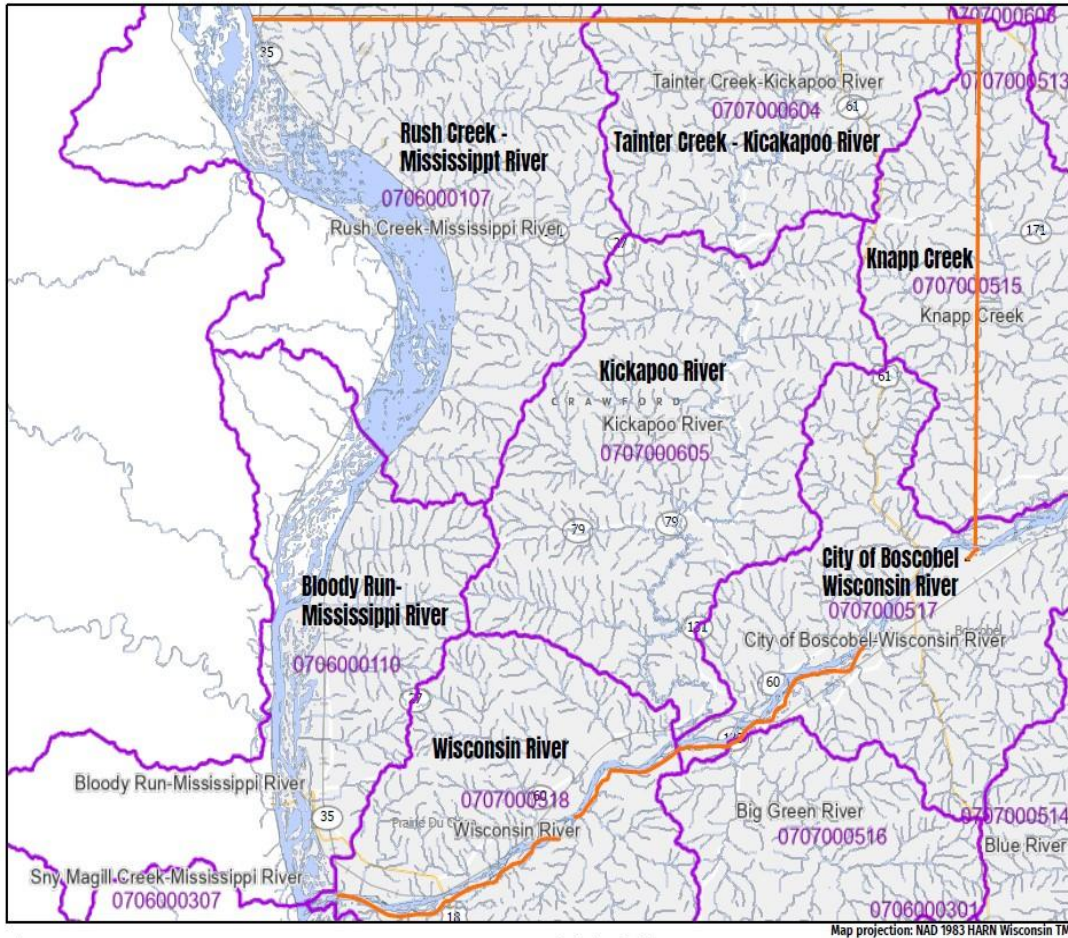 0707000603
35
0707000513
Tainter Creek-Kickapoo River
0707000604
61
Rush Creek -
Mississippt River
Tainter Creek - Kicakapoo River
0706000107
Rush Creek-Mississippi River
27
171
Knapp Creek
0707000515
Knapp Creek
Kickapoo River
61
CRAWFORD
Kickapoo River
0707000605
79
79
City of Boscobel -
Wisconsin River
0707000517
Bloody Run-
Mississippi River
131
City of Boscobel-Wisconsin River
Boscobel
0706000110
60
27
Wisconsin River
Bloody Run-Mississippi River
60
0707000518
Big Green River
35
Prairie Du
Wisconsin River
0707000516
0707000514
Blue River
Sny Magill Creek-Mississippi River
0706000307
18
0706000301
Map projection: NAD 1983 HARN Wisconsin TM